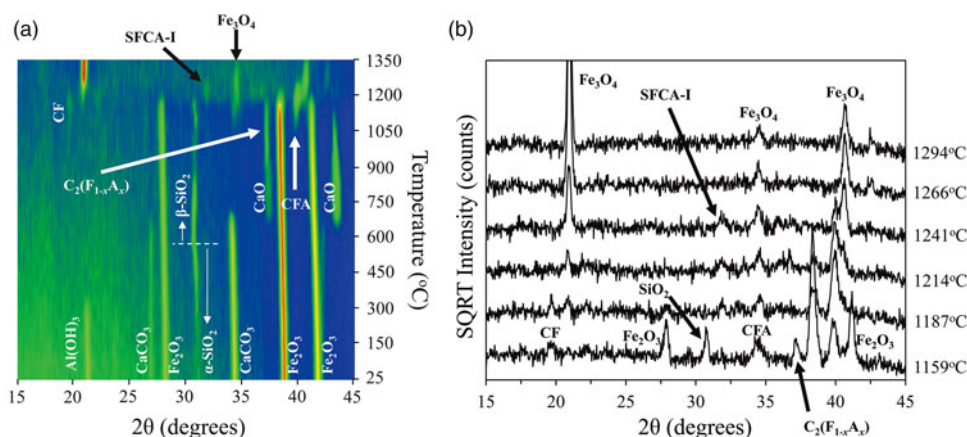 (a)
Fe3O4
SFCA-I
1350
1200
1050
900
750
600
450
300
150
25
Temperature (°C)
CF
C2(F1-xAx)
β-SiO2
α-SiO2
CaO
CFA
CaO
Al(OH)3
CaCO3
Fe2O3
CaCO3
Fe2O3
Fe2O3
15 20 25 30 35 40 45
2θ (degrees)
(b)
SQRT Intensity (counts)
Fe3O4
SFCA-I
Fe3O4
Fe3O4
1294°C
1266°C
1241°C
1214°C
1187°C
1159°C
SiO2
CF
Fe2O3
CFA
Fe2O3
C2(F1-xAx)
15 20 25 30 35 40 45
2θ (degrees)